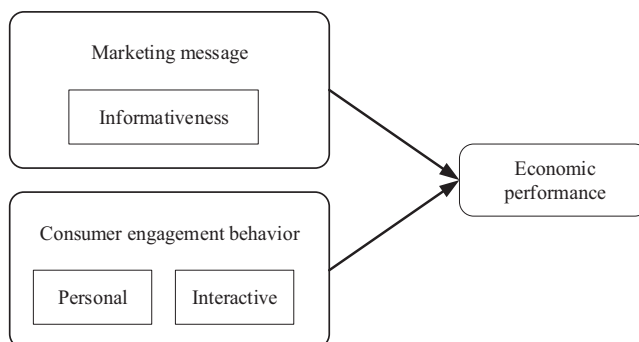 Marketing message
Informativeness
Economic
performance
Consumer engagement behavior
Personal
Interactive